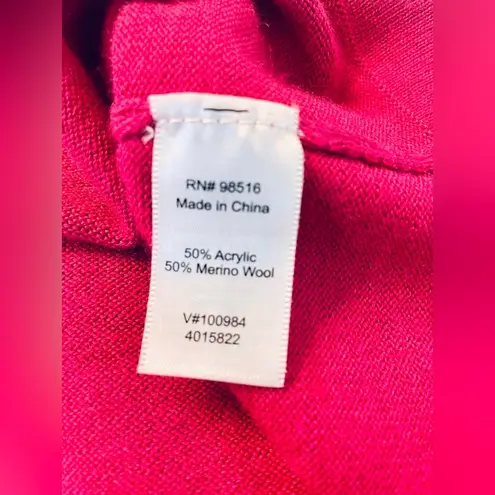 RN# 98516
Made in China
50% Acrylic
50% Merino Wool
V#100984
4015822